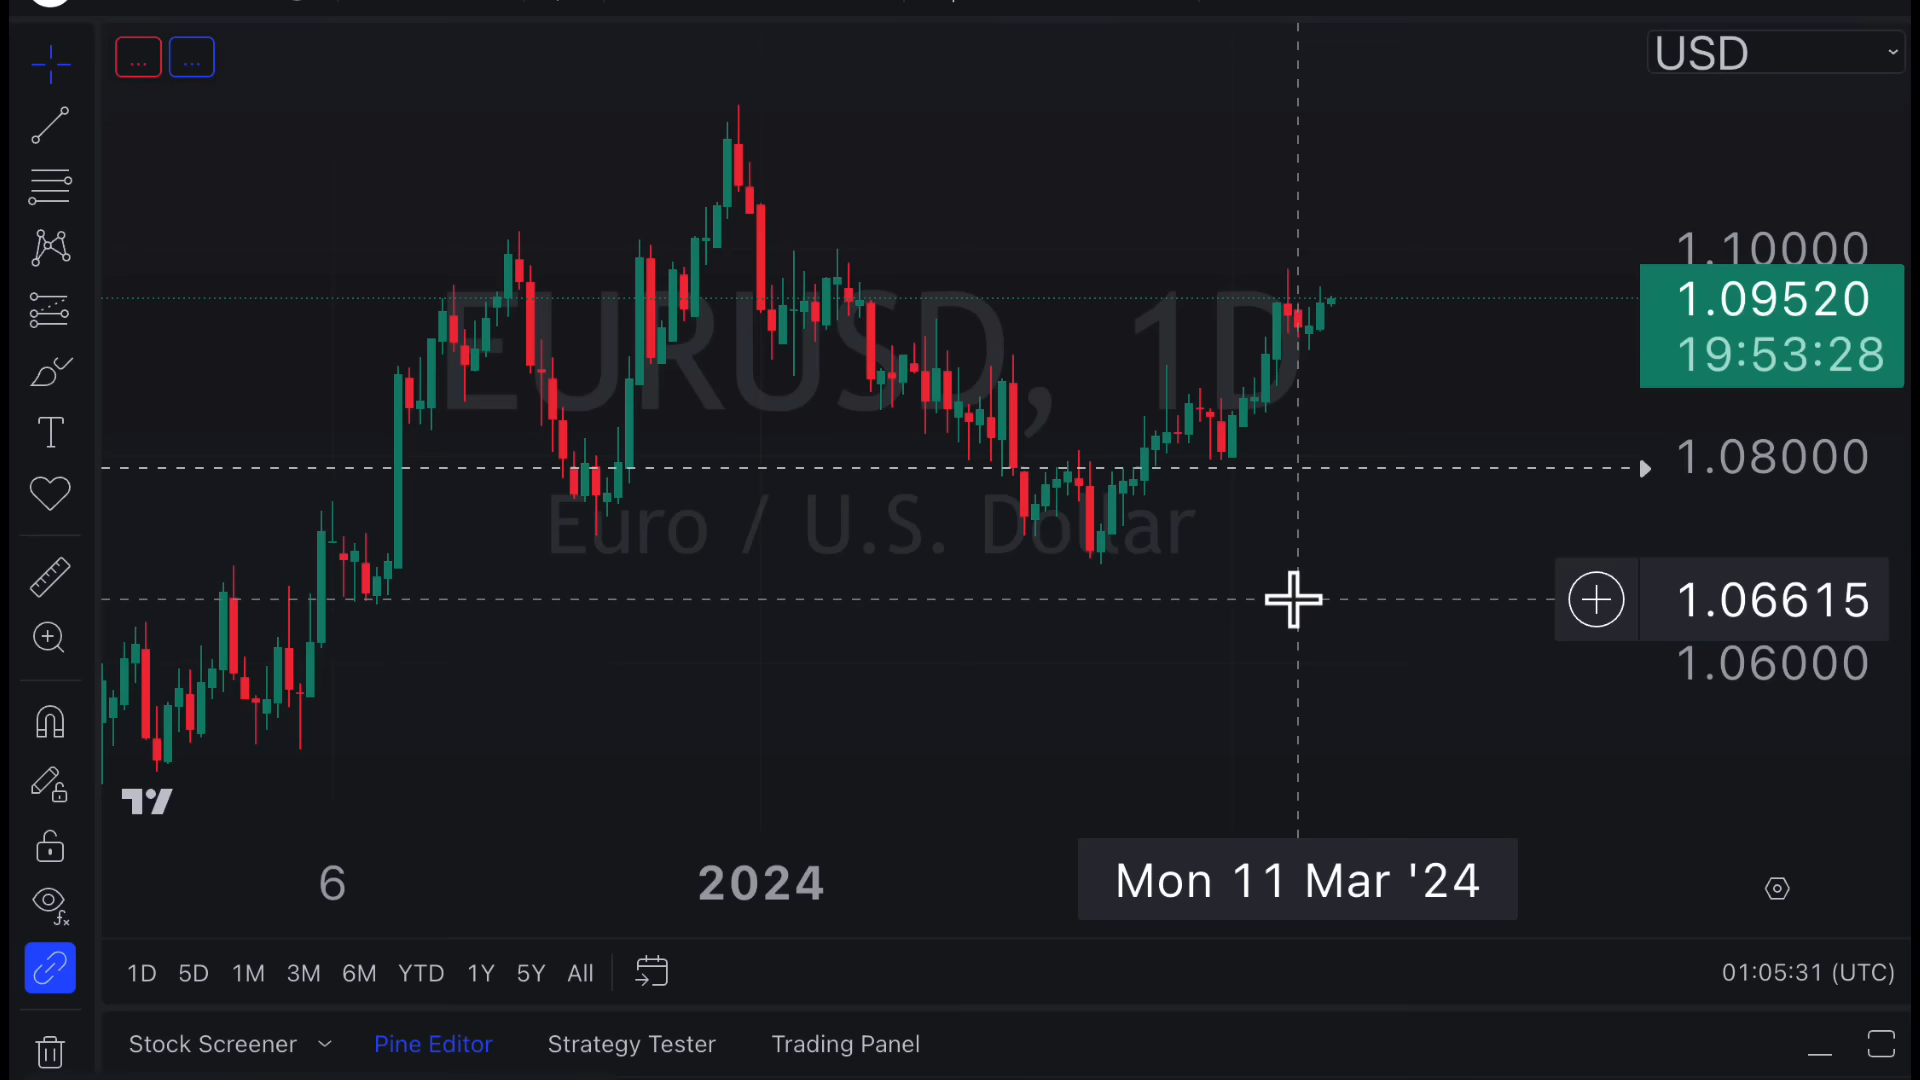 ... ...
USD
EURUSD, 1D
Euro / U.S. Dollar
1.10000
1.09520
19:53:28
1.08000
1.06615
1.06000
6 2024 Mon 11 Mar '24
1D 5D 1M 3M 6M YTD 1Y 5Y All 01:05:31 (UTC)
Stock Screener Pine Editor Strategy Tester Trading Panel